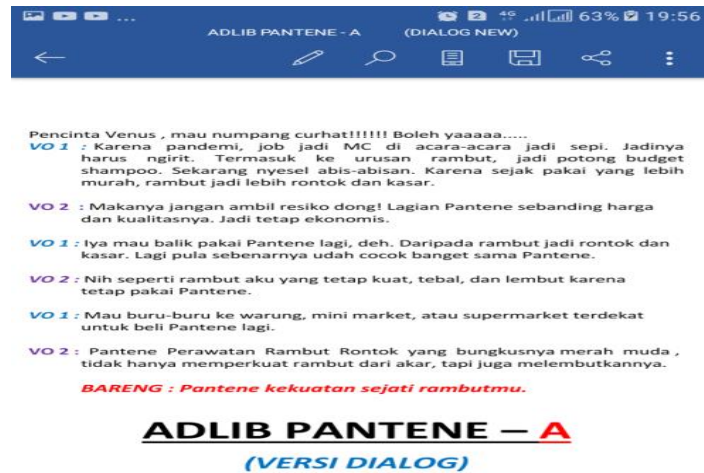 ... 4G 63% 19:56
ADLIB PANTENE - A (DIALOG NEW)
Pencinta Venus , mau numpang curhat!!!!!! Boleh yaaaaa.....
VO 1 : Karena pandemi, job jadi MC di acara-acara jadi sepi. Jadinya
harus ngirit. Termasuk ke urusan rambut, jadi potong budget
shampoo. Sekarang nyesel abis-abisan. Karena sejak pakai yang lebih
murah, rambut jadi lebih rontok dan kasar.
VO 2 : Makanya jangan ambil resiko dong! Lagian Pantene sebanding harga
dan kualitasnya. Jadi tetap ekonomis.
VO 1 : Iya mau balik pakai Pantene lagi, deh. Daripada rambut jadi rontok dan
kasar. Lagi pula sebenarnya udah cocok banget sama Pantene.
VO 2 : Nih seperti rambut aku yang tetap kuat, tebal, dan lembut karena
tetap pakai Pantene.
VO 1 : Mau buru-buru ke warung, mini market, atau supermarket terdekat
untuk beli Pantene lagi.
VO 2 : Pantene Perawatan Rambut Rontok yang bungkusnya merah muda ,
tidak hanya memperkuat rambut dari akar, tapi juga melembutkannya.
BARENG : Pantene kekuatan sejati rambutmu.
ADLIB PANTENE – A
(VERSI DIALOG)